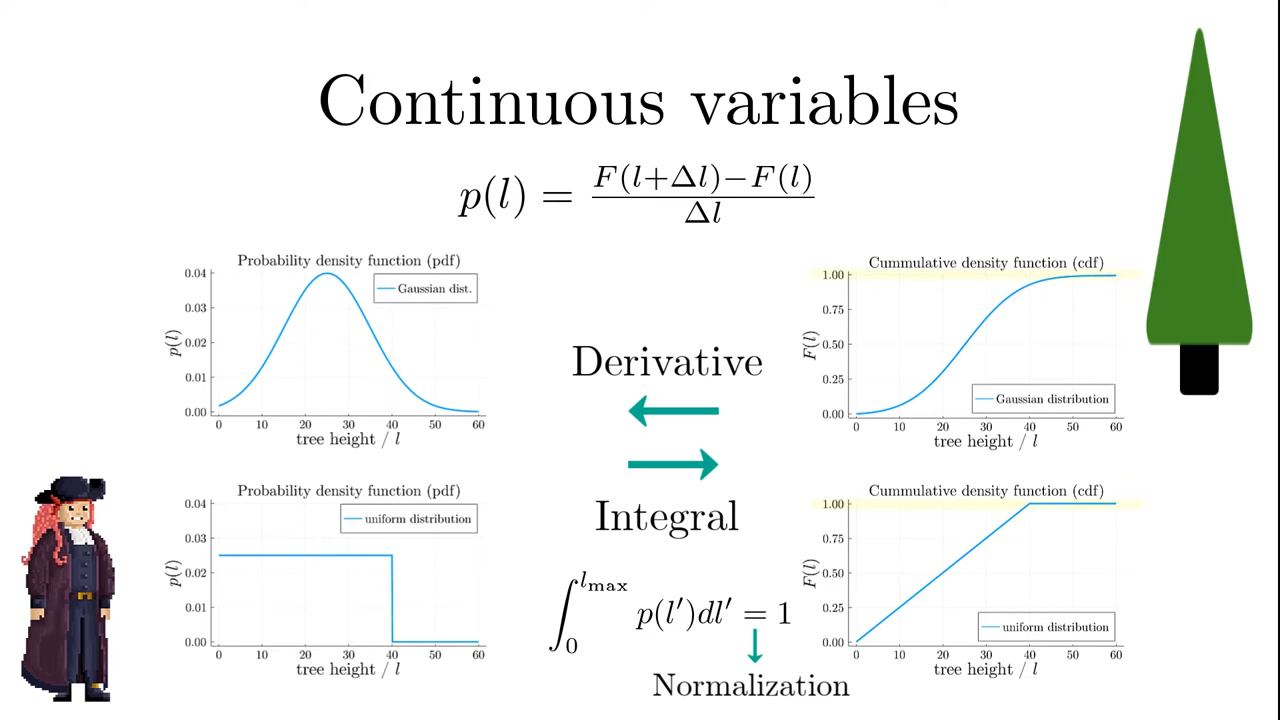 Continuous variables
p(l) = \frac{F(l+Δl)−F(l)}{Δl}
Probability density function (pdf)
Gaussian dist.
p(l)
0.04
0.03
0.02
0.01
0.00
0 10 20 30 40 50 60
tree height / l
Cummulative density function (cdf)
Gaussian distribution
F(l)
1.00
0.75
0.50
0.25
0.00
0 10 20 30 40 50 60
tree height / l
Derivative
Integral
Probability density function (pdf)
uniform distribution
p(l)
0.04
0.03
0.02
0.01
0.00
0 10 20 30 40 50 60
tree height / l
\int_0^{l_{max}} p(l′)dl′ = 1
Normalization
Cummulative density function (cdf)
uniform distribution
F(l)
1.00
0.75
0.50
0.25
0.00
0 10 20 30 40 50 60
tree height / l